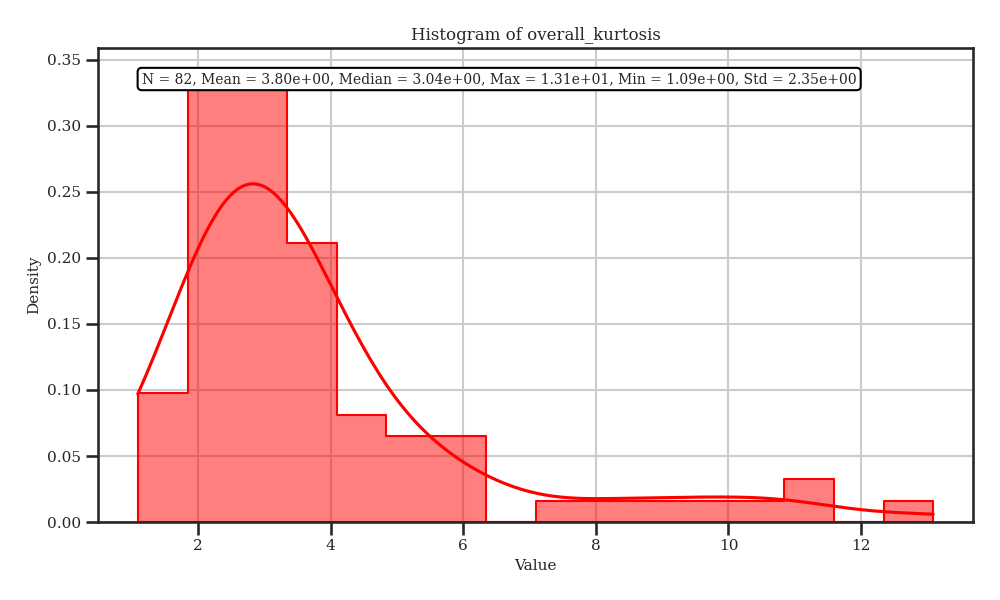 Histogram of overall_kurtosis
N = 82, Mean = 3.80e+00, Median = 3.04e+00, Max = 1.31e+01, Min = 1.09e+00, Std = 2.35e+00
0.35
0.30
0.25
0.20
0.15
0.10
0.05
0.00
Density
2 4 6 8 10 12
Value